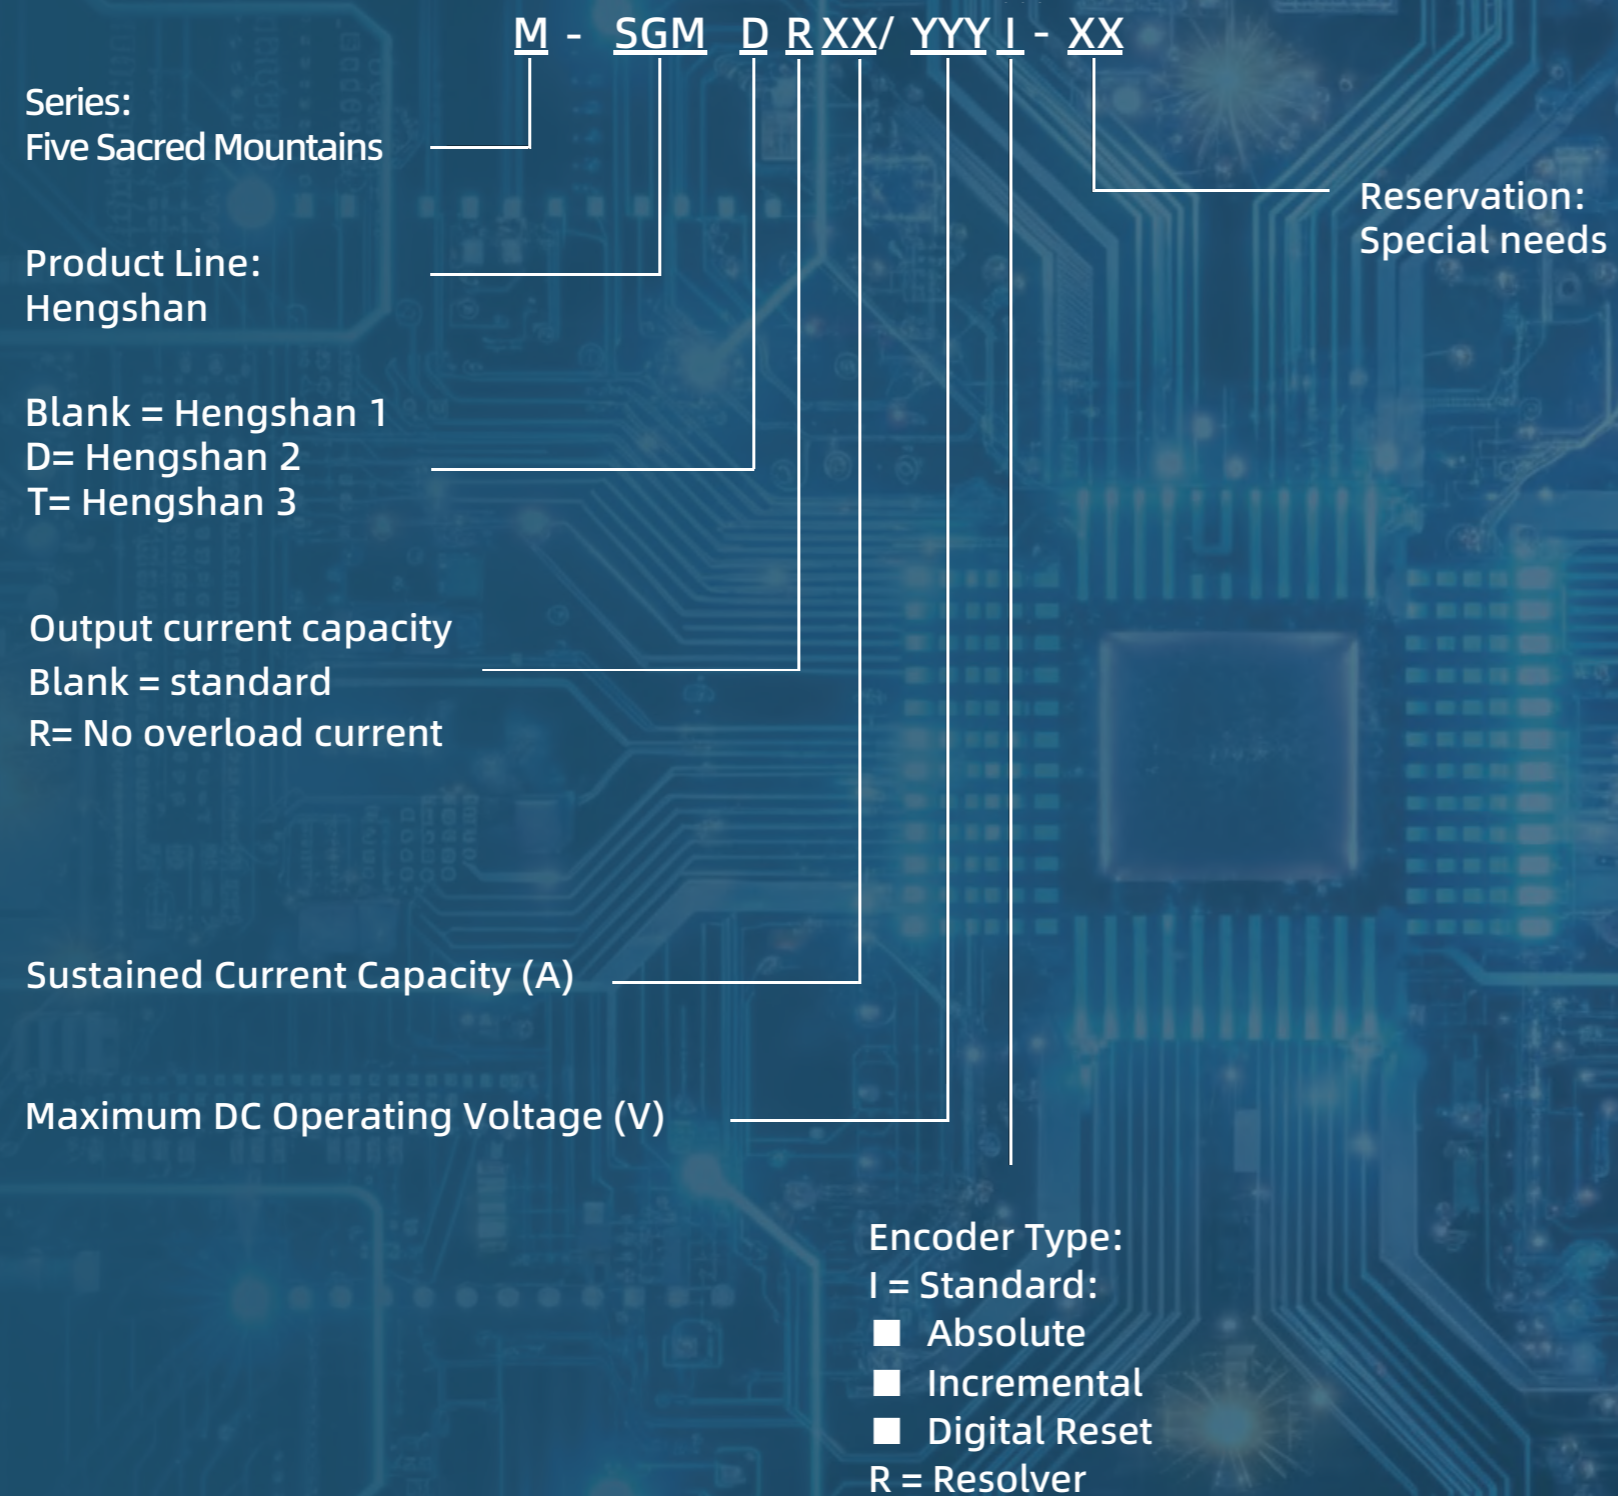 M - SGM D R XX/ YYY I - XX
Series:
Five Sacred Mountains
Reservation:
Special needs
Product Line:
Hengshan
Blank = Hengshan 1
D= Hengshan 2
T= Hengshan 3
Output current capacity
Blank = standard
R= No overload current
Sustained Current Capacity (A)
Maximum DC Operating Voltage (V)
Encoder Type:
I = Standard:
■ Absolute
■ Incremental
■ Digital Reset
R = Resolver